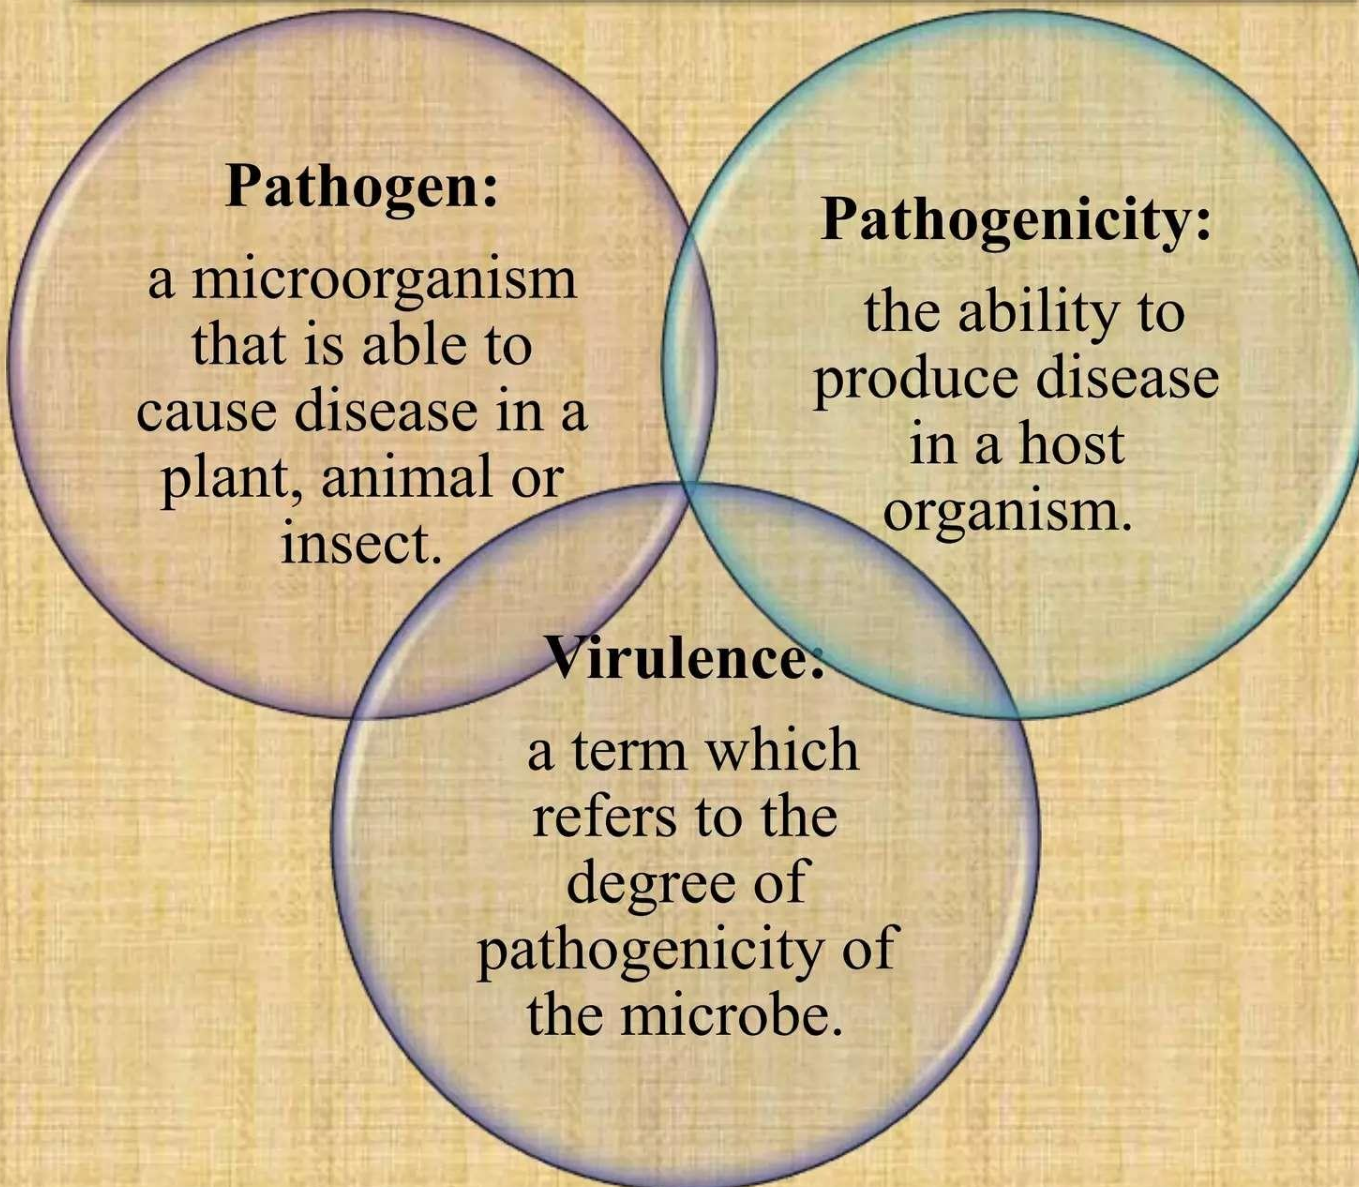 Pathogen:
a microorganism
that is able to
cause disease in a
plant, animal or
insect.
Pathogenicity:
the ability to
produce disease
in a host
organism.
Virulence:
a term which
refers to the
degree of
pathogenicity of
the microbe.